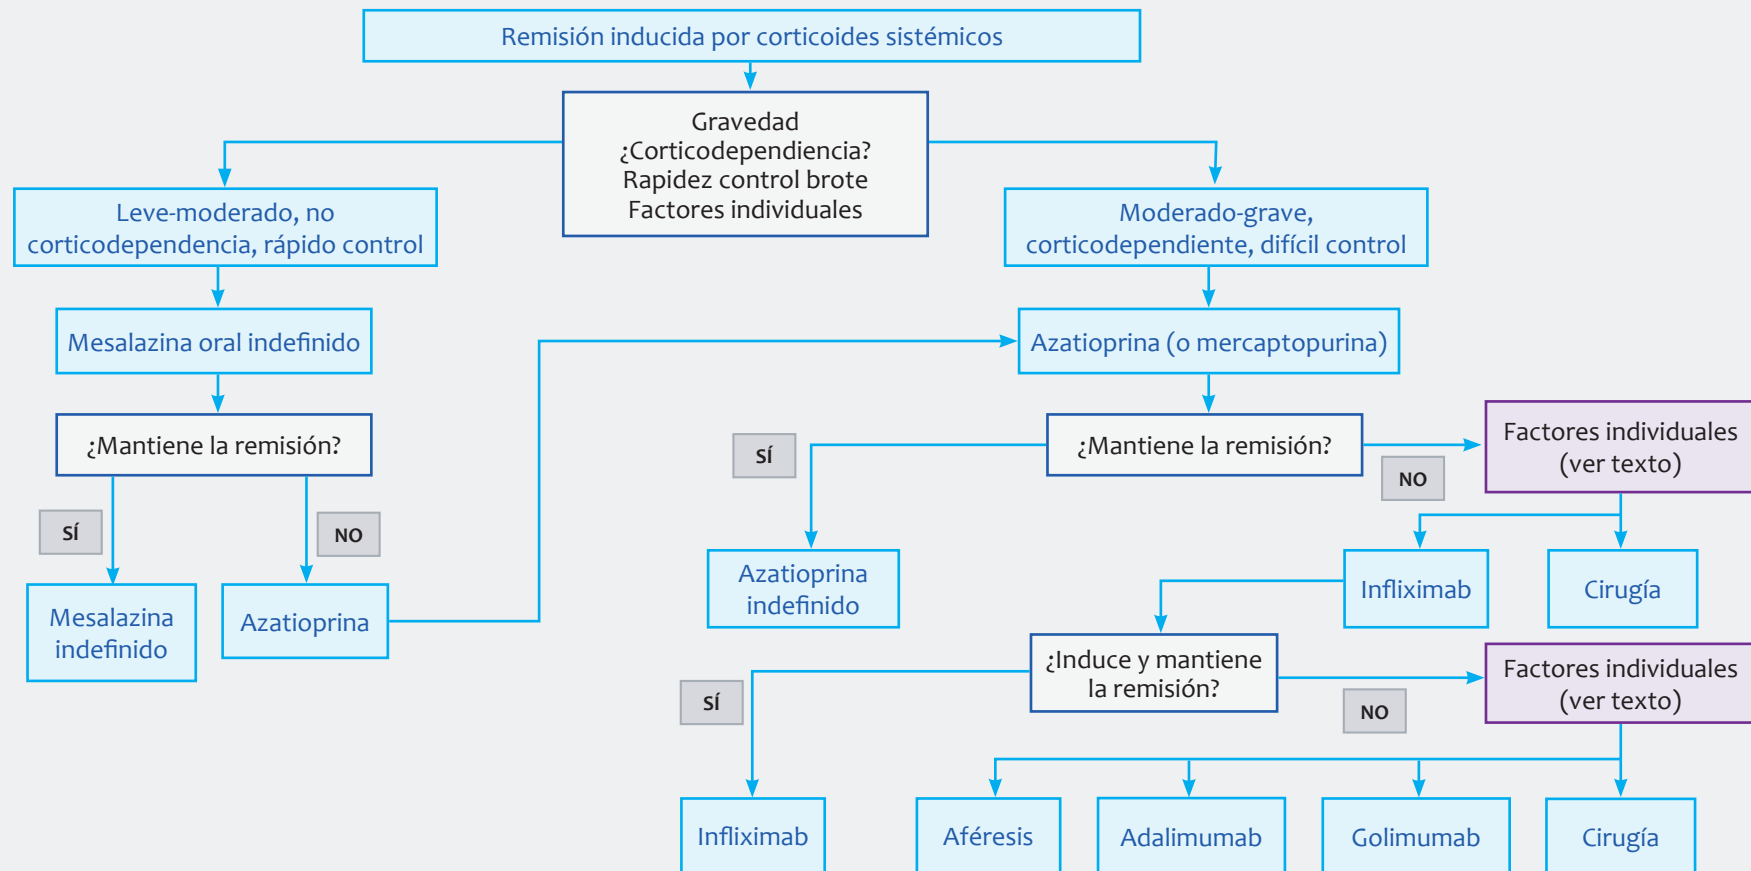 Remisión inducida por corticoides sistémicos
Gravedad
¿Corticodependiencia?
Rapidez control brote
Factores individuales
Leve-moderado, no
corticodependencia, rápido control
Moderado-grave,
corticodependiente, difícil control
Mesalazina oral indefinido
Azatioprina (o mercaptopurina)
¿Mantiene la remisión?
¿Mantiene la remisión?
Factores individuales
(ver texto)
SÍ
NO
SÍ
NO
Mesalazina
indefinido
Azatioprina
Azatioprina
indefinido
Infliximab
Cirugía
¿Induce y mantiene
la remisión?
Factores individuales
(ver texto)
SÍ
NO
Infliximab
Aféresis
Adalimumab
Golimumab
Cirugía